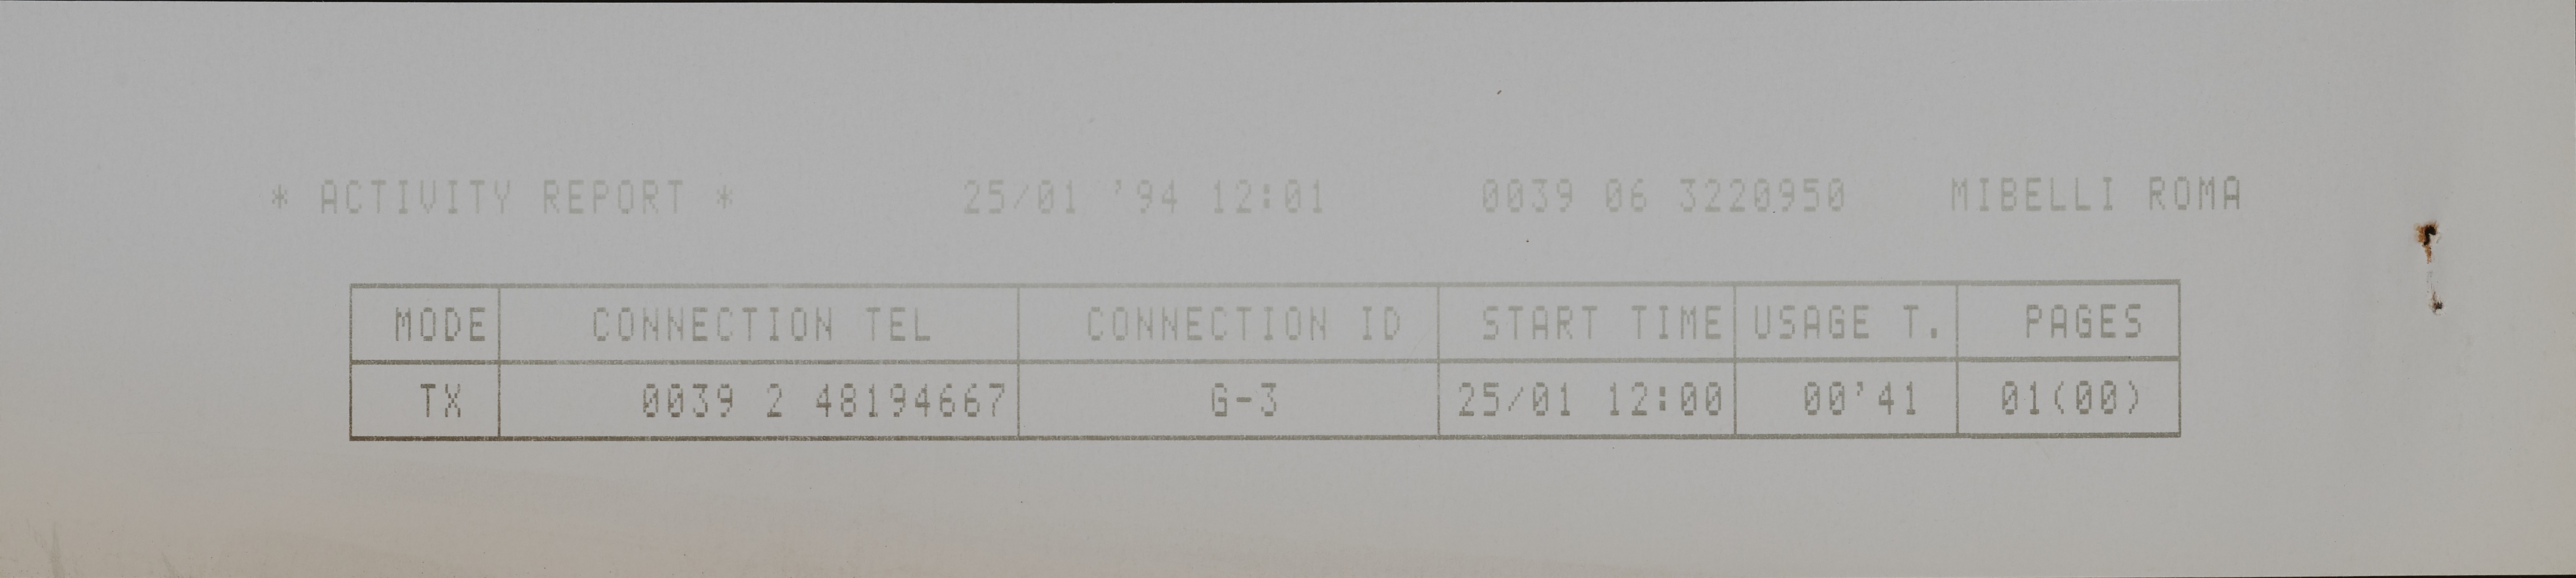 * ACTIVITY REPORT * 25/01 '94 12:01 0039 06 3220950 MIBELLI ROMA
MODE CONNECTION TEL CONNECTION ID START TIME USAGE T. PAGES
TX 0039 2 48194667 G-3 25/01 12:00 00'41 01(00)